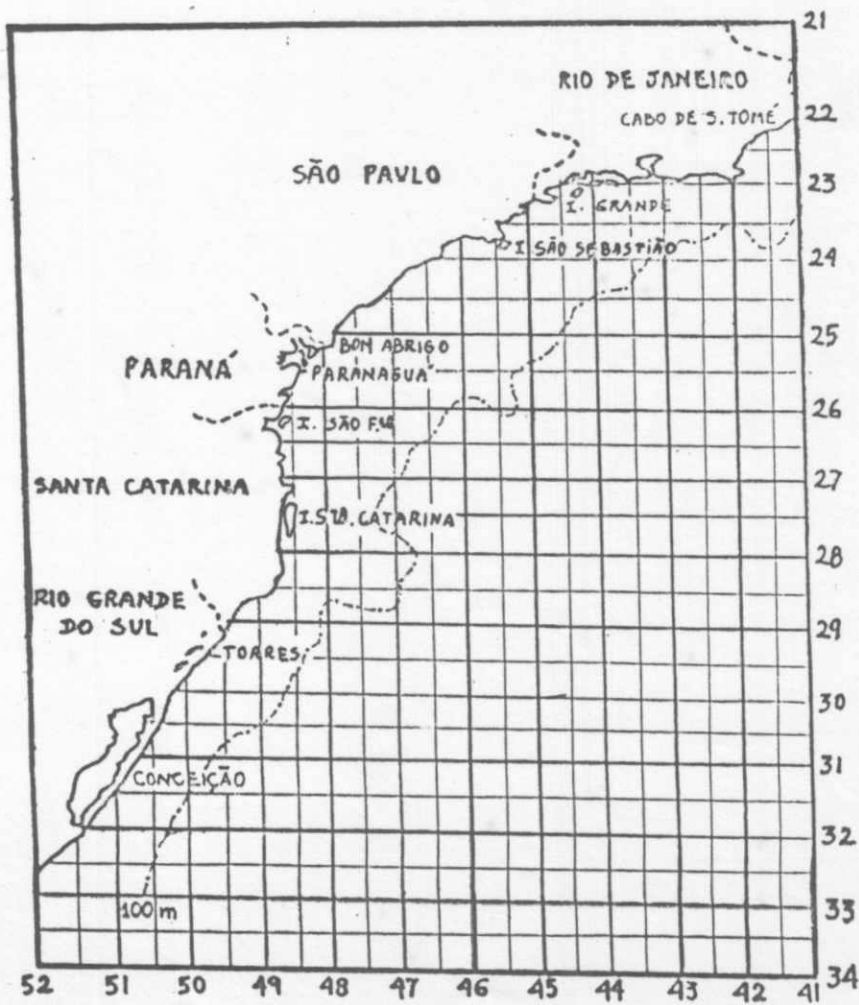 21
RIO DE JANEIRO
CABO DE S. TOMÉ
22
SÃO PAULO
23
I. GRANDE
I SÃO SEBASTIÃO
24
25
BOM ABRIGO
PARANÁ
PARANAGUÁ
26
I. SÃO
27
SANTA CATARINA
I. STA. CATARINA
28
RIO GRANDE
DO SUL
29
TORRES
30
31
CONCEIÇÃO
32
33
100 m
34
52 51 50 49 48 47 46 45 44 43 42 41